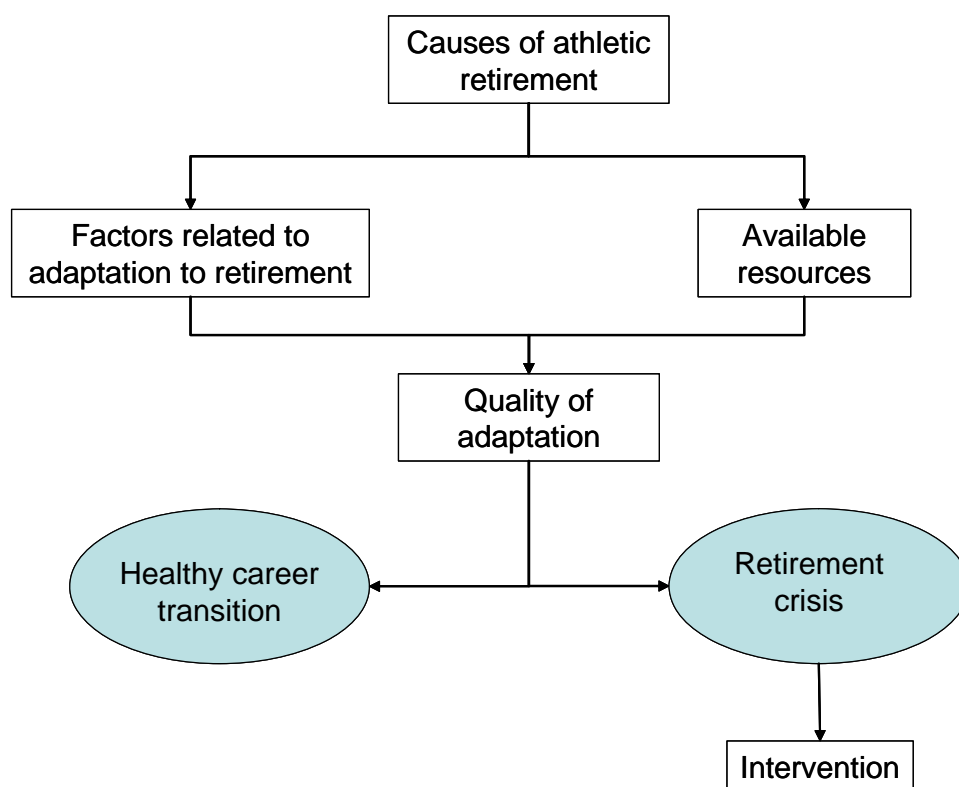 Causes of athletic
retirement
Factors related to
adaptation to retirement
Available
resources
Quality of
adaptation
Healthy career
transition
Retirement
crisis
Intervention